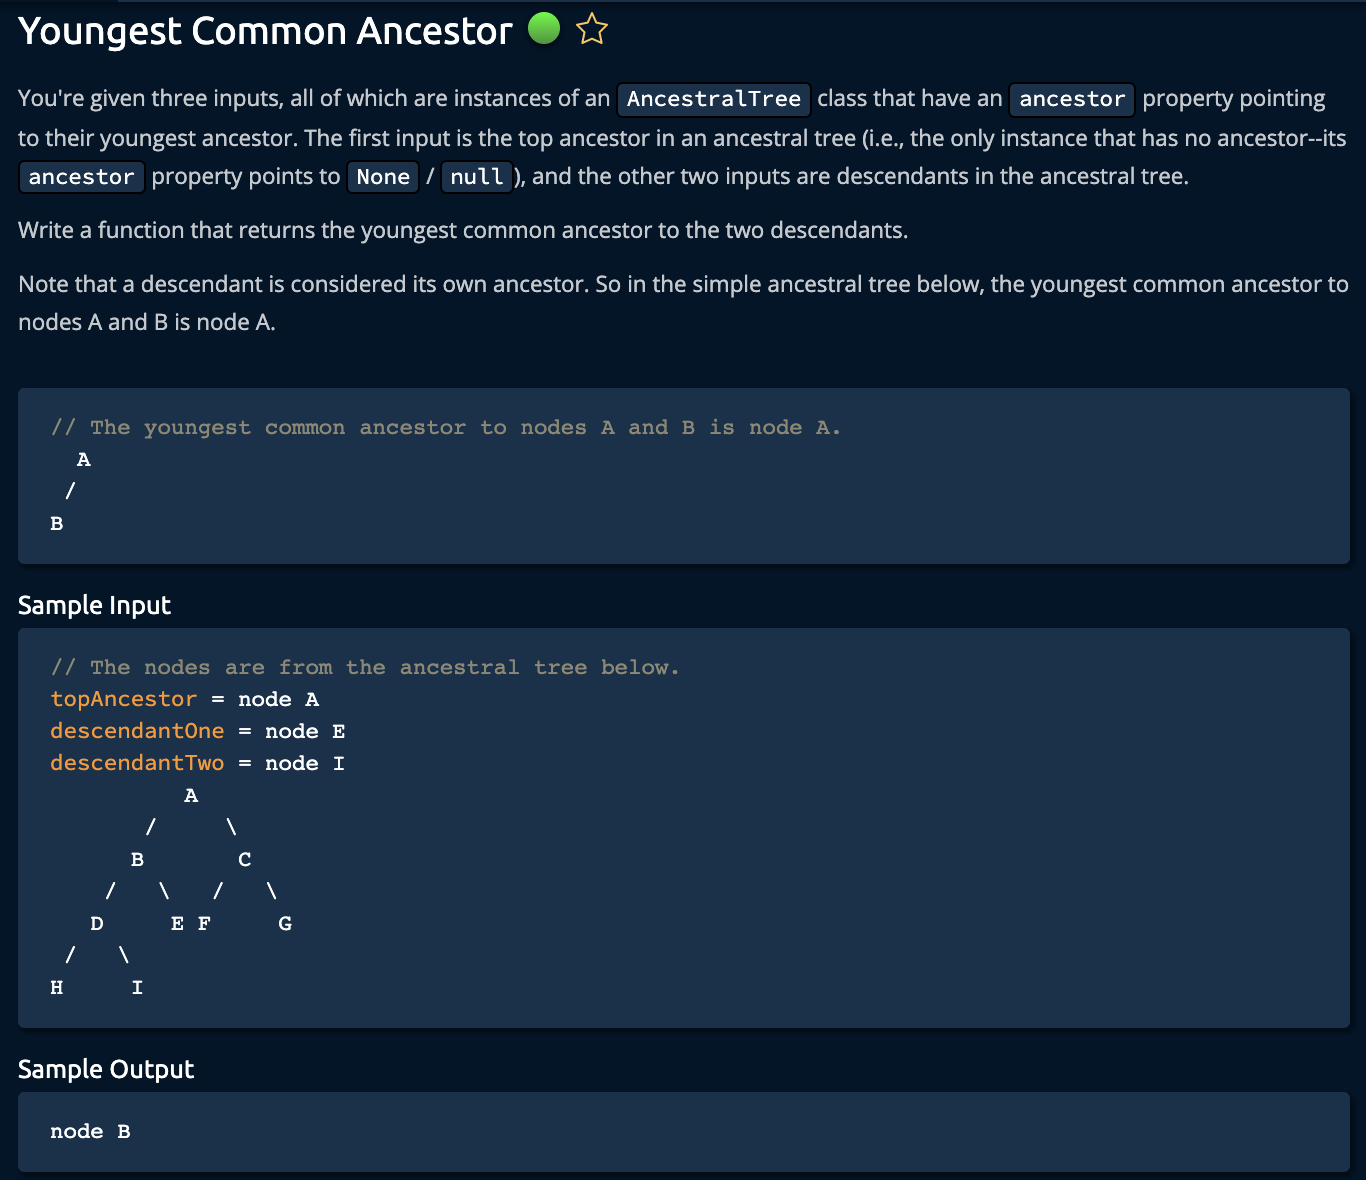 Youngest Common Ancestor
You're given three inputs, all of which are instances of an AncestralTree class that have an ancestor property pointing
to their youngest ancestor. The first input is the top ancestor in an ancestral tree (i.e., the only instance that has no ancestor--its
ancestor property points to None / null ), and the other two inputs are descendants in the ancestral tree.
Write a function that returns the youngest common ancestor to the two descendants.
Note that a descendant is considered its own ancestor. So in the simple ancestral tree below, the youngest common ancestor to
nodes A and B is node A.
// The youngest common ancestor to nodes A and B is node A.
  A
 /
B
Sample Input
// The nodes are from the ancestral tree below.
topAncestor = node A
descendantOne = node E
descendantTwo = node I
          A
       /     \
      B       C
    /   \   /   \
   D     E F     G
 /   \
H     I
Sample Output
node B